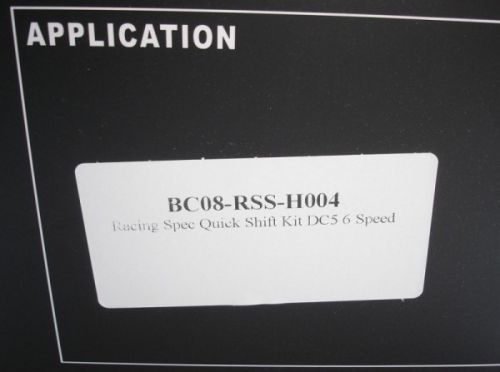 APPLICATION
BC08-RSS-H004
Racing Spec Quick Shift Kit DC5 6 Speed